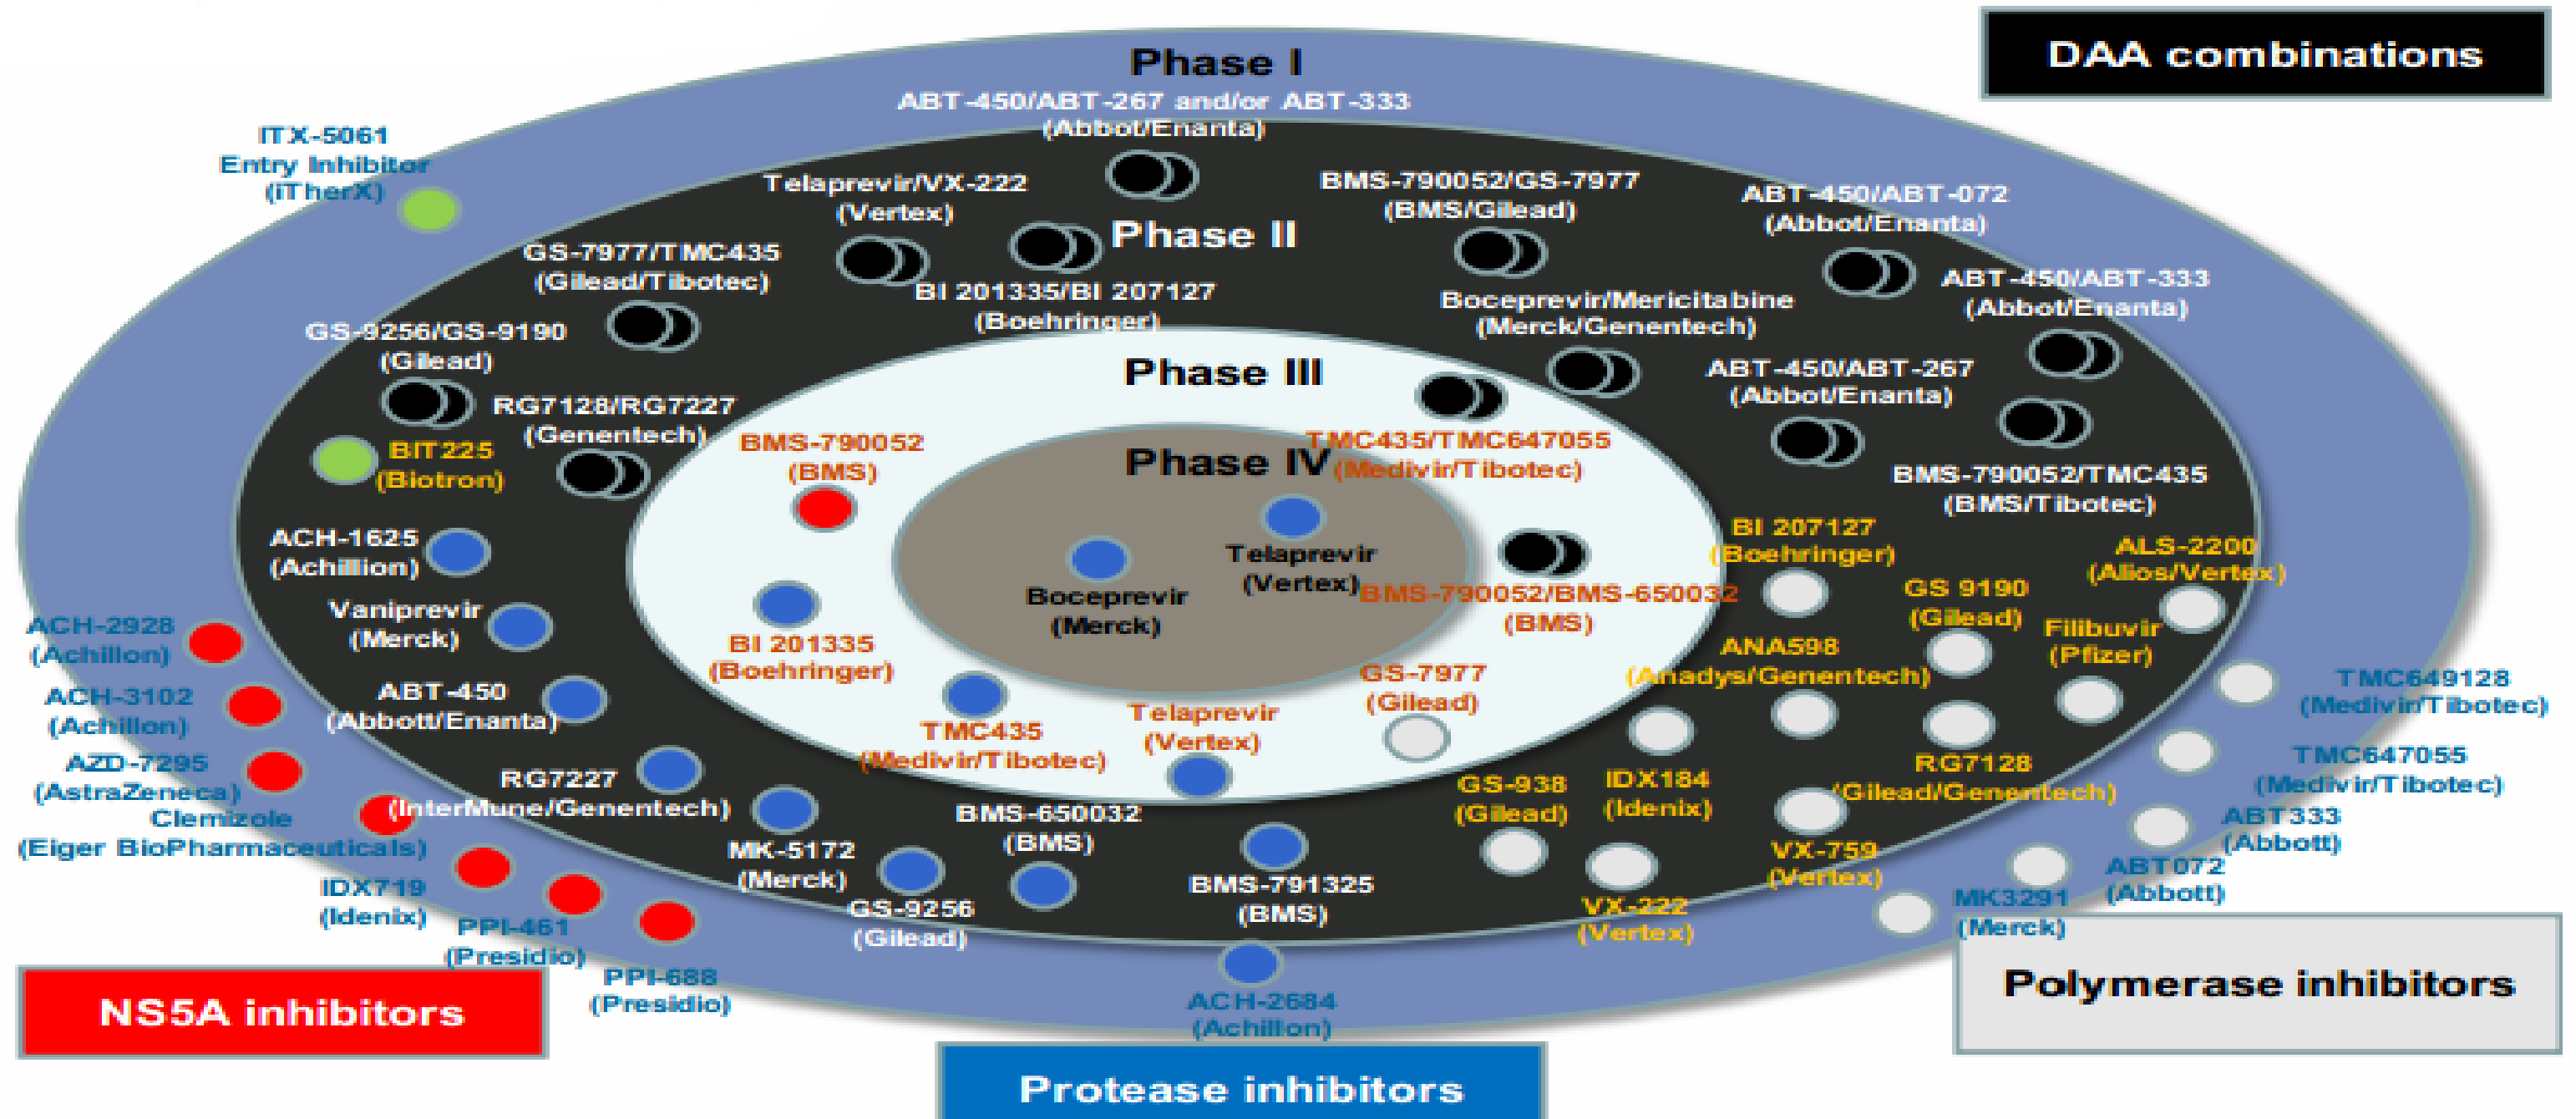 DAA combinations
Phase I
ABT-450/ABT-267 and/or ABT-333
(Abbot/Enanta)
ITX-5061
Entry Inhibitor
(iTherX)
Telaprevir/VX-222
(Vertex)
BMS-790052/GS-7977
(BMS/Gilead)
ABT-450/ABT-072
(Abbot/Enanta)
Phase II
GS-7977/TMC435
(Gilead/Tibotec)
BI 201335/BI 207127
(Boehringer)
Boceprevir/Mericitabine
(Merck/Genentech)
ABT-450/ABT-333
(Abbot/Enanta)
GS-9256/GS-9190
(Gilead)
ABT-450/ABT-267
(Abbot/Enanta)
RG7128/RG7227
(Genentech)
BIT225
(Biotron)
BMS-790052/TMC435
(BMS/Tibotec)
Phase III
BMS-790052
(BMS)
TMC435/TMC647055
(Medivir/Tibotec)
Phase IV
Telaprevir
(Vertex)
Boceprevir
(Merck)
BMS-790052/BMS-650032
(BMS)
BI 201335
(Boehringer)
TMC435
(Medivir/Tibotec)
Telaprevir
(Vertex)
GS-7977
(Gilead)
ACH-1625
(Achillion)
Vaniprevir
(Merck)
ABT-450
(Abbott/Enanta)
RG7227
(InterMune/Genentech)
MK-5172
(Merck)
GS-9256
(Gilead)
BMS-650032
(BMS)
BMS-791325
(BMS)
BI 207127
(Boehringer)
ALS-2200
(Alios/Vertex)
GS 9190
(Gilead)
Filibuvir
(Pfizer)
ANA598
(Anadys/Genentech)
RG7128
(Gilead/Genentech)
GS-938
(Gilead)
IDX184
(Idenix)
VX-759
(Vertex)
VX-222
(Vertex)
ACH-2928
(Achillon)
ACH-3102
(Achillon)
AZD-7295
(AstraZeneca)
Clemizole
(Eiger BioPharmaceuticals)
IDX719
(Idenix)
PPI-461
(Presidio)
PPI-688
(Presidio)
ACH-2684
(Achillon)
TMC649128
(Medivir/Tibotec)
TMC647055
(Medivir/Tibotec)
ABT333
(Abbott)
ABT072
(Abbott)
MK3291
(Merck)
NS5A inhibitors
Protease inhibitors
Polymerase inhibitors